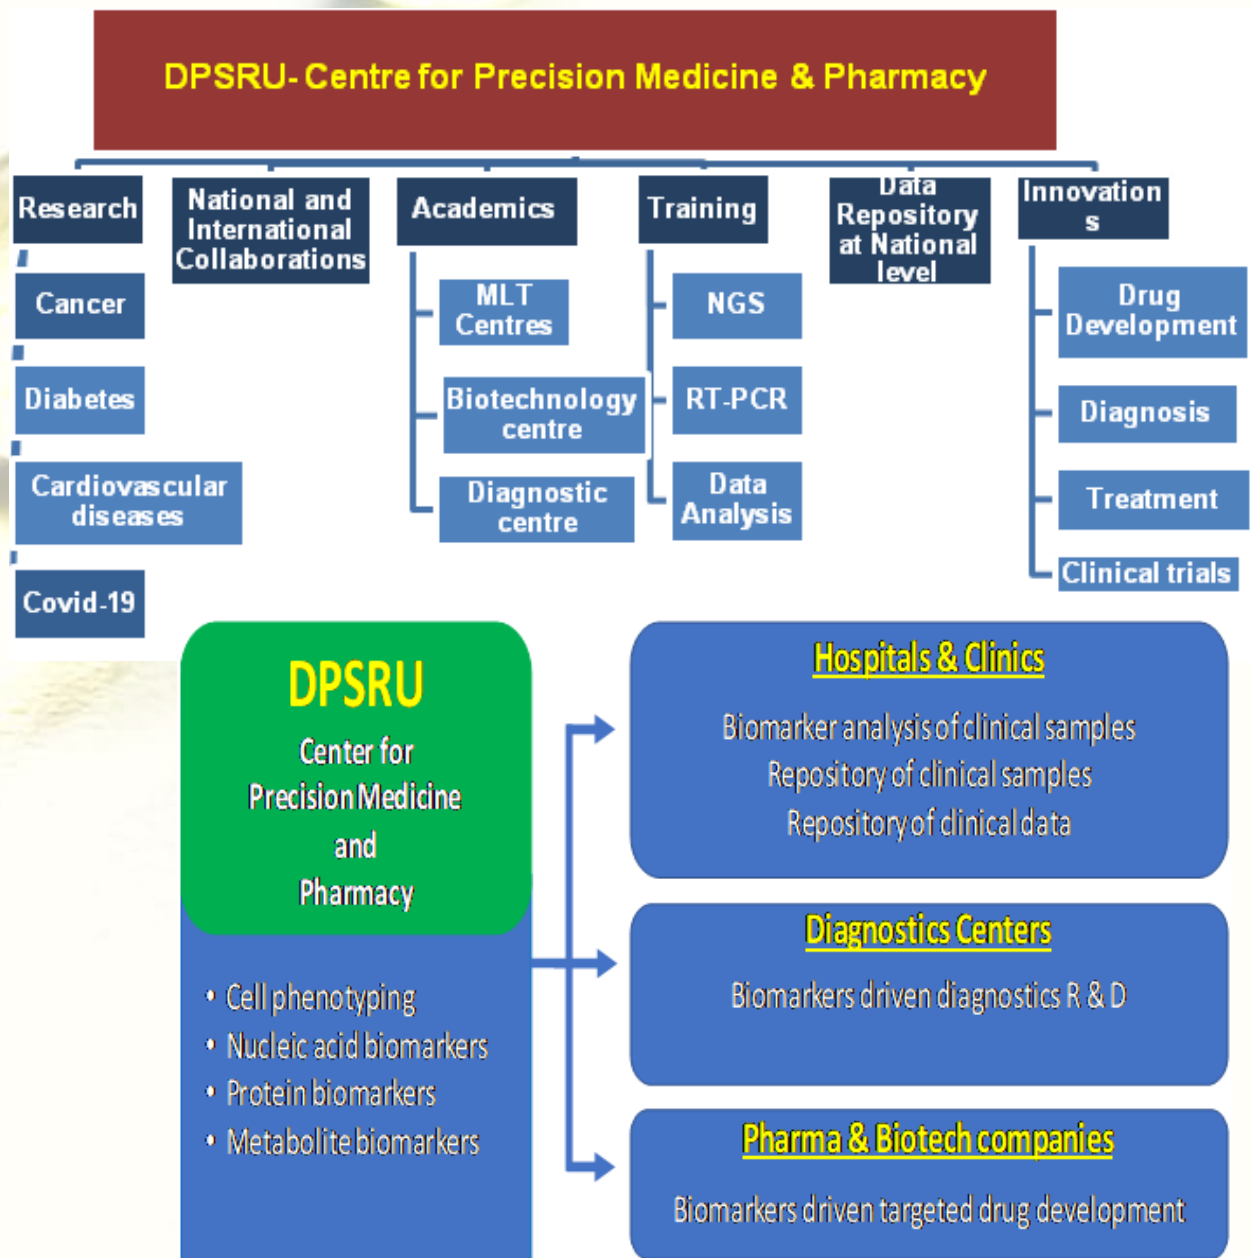 DPSRU- Centre for Precision Medicine & Pharmacy
Research
Cancer
Diabetes
Cardiovascular
diseases
Covid-19
National and
International
Collaborations
Academics
MLT
Centres
Biotechnology
centre
Diagnostic
centre
Training
NGS
RT-PCR
Data
Analysis
Data
Repository
at National
level
Innovation
s
Drug
Development
Diagnosis
Treatment
Clinical trials
DPSRU
Center for
Precision Medicine
and
Pharmacy
• Cell phenotyping
• Nucleic acid biomarkers
• Protein biomarkers
• Metabolite biomarkers
Hospitals & Clinics
Biomarker analysis of clinical samples
Repository of clinical samples
Repository of clinical data
Diagnostics Centers
Biomarkers driven diagnostics R & D
Pharma & Biotech companies
Biomarkers driven targeted drug development